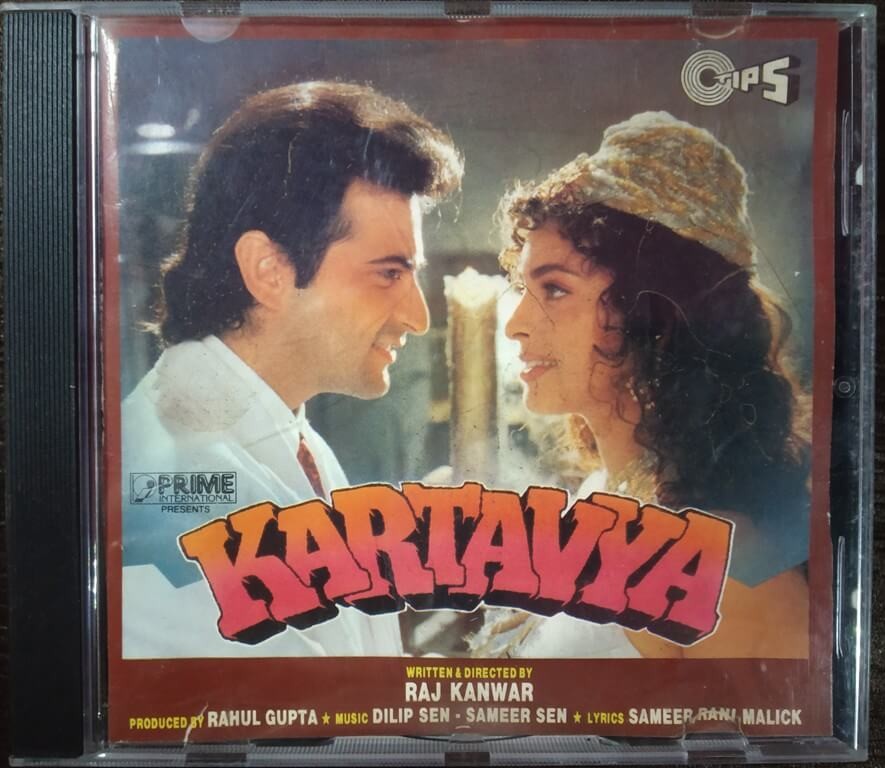 TIPS
PRIME
INTERNATIONAL
PRESENTS
KARTAVYA
WRITTEN & DIRECTED BY
RAJ KANWAR
PRODUCED BY RAHUL GUPTA ★ MUSIC DILIP SEN - SAMEER SEN ★ LYRICS SAMEER RANI MALICK